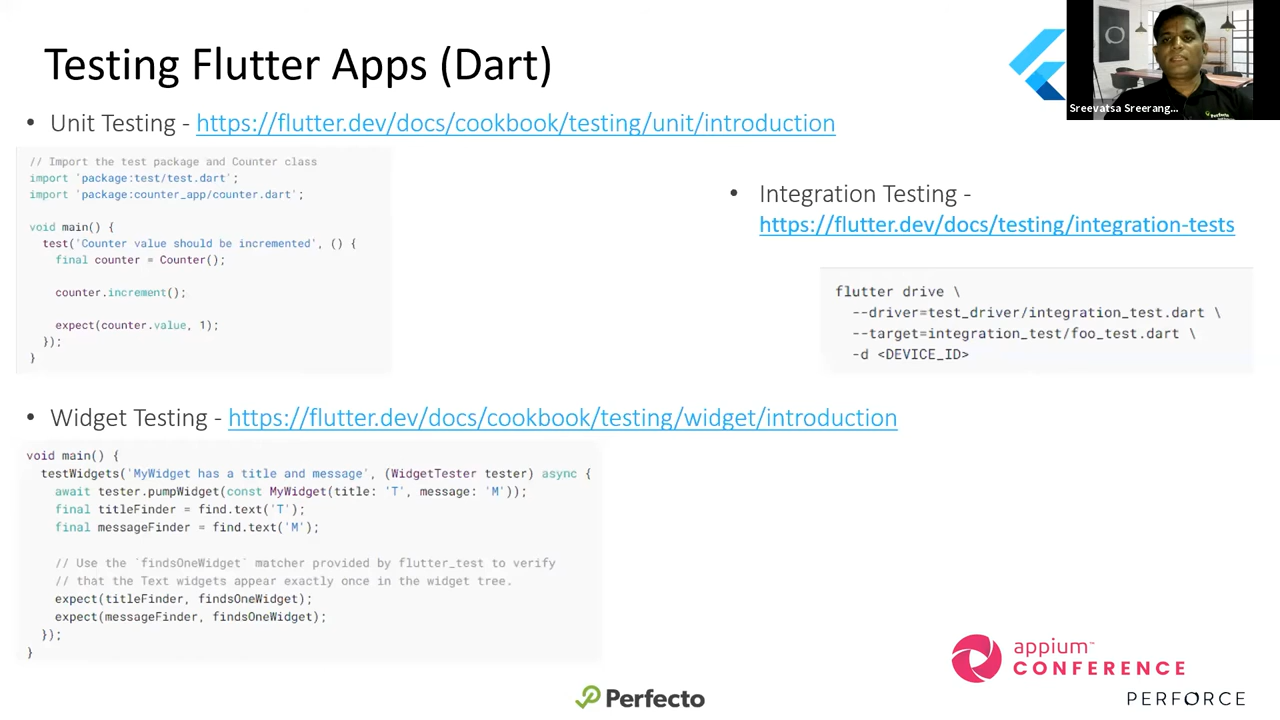 Testing Flutter Apps (Dart)
Sreevatsa Sreerang...
• Unit Testing - https://flutter.dev/docs/cookbook/testing/unit/introduction
// Import the test package and Counter class
import 'package:test/test.dart';
import 'package:counter_app/counter.dart';
void main() {
test('Counter value should be incremented', () {
final counter = Counter();
counter.increment();
expect(counter.value, 1);
});
}
• Integration Testing -
https://flutter.dev/docs/testing/integration-tests
flutter drive \
--driver=test_driver/integration_test.dart \
--target=integration_test/foo_test.dart \
-d <DEVICE_ID>
• Widget Testing - https://flutter.dev/docs/cookbook/testing/widget/introduction
void main() {
testWidgets('MyWidget has a title and message', (WidgetTester tester) async {
await tester.pumpWidget(const MyWidget(title: 'T', message: 'M'));
final titleFinder = find.text('T');
final messageFinder = find.text('M');
// Use the `findsOneWidget` matcher provided by flutter_test to verify
// that the Text widgets appear exactly once in the widget tree.
expect(titleFinder, findsOneWidget);
expect(messageFinder, findsOneWidget);
});
}
appium™
CONFERENCE
Perfecto
PERFORCE